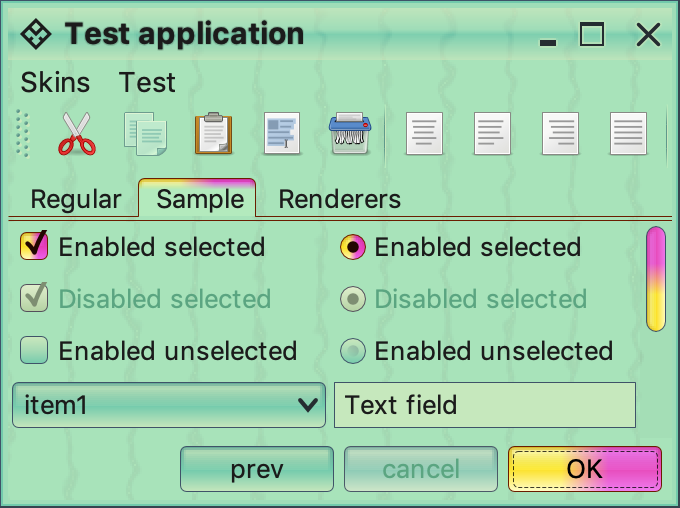 Test application
Skins Test
Regular Sample Renderers
Enabled selected Enabled selected
Disabled selected Disabled selected
Enabled unselected Enabled unselected
item1 Text field
prev cancel OK